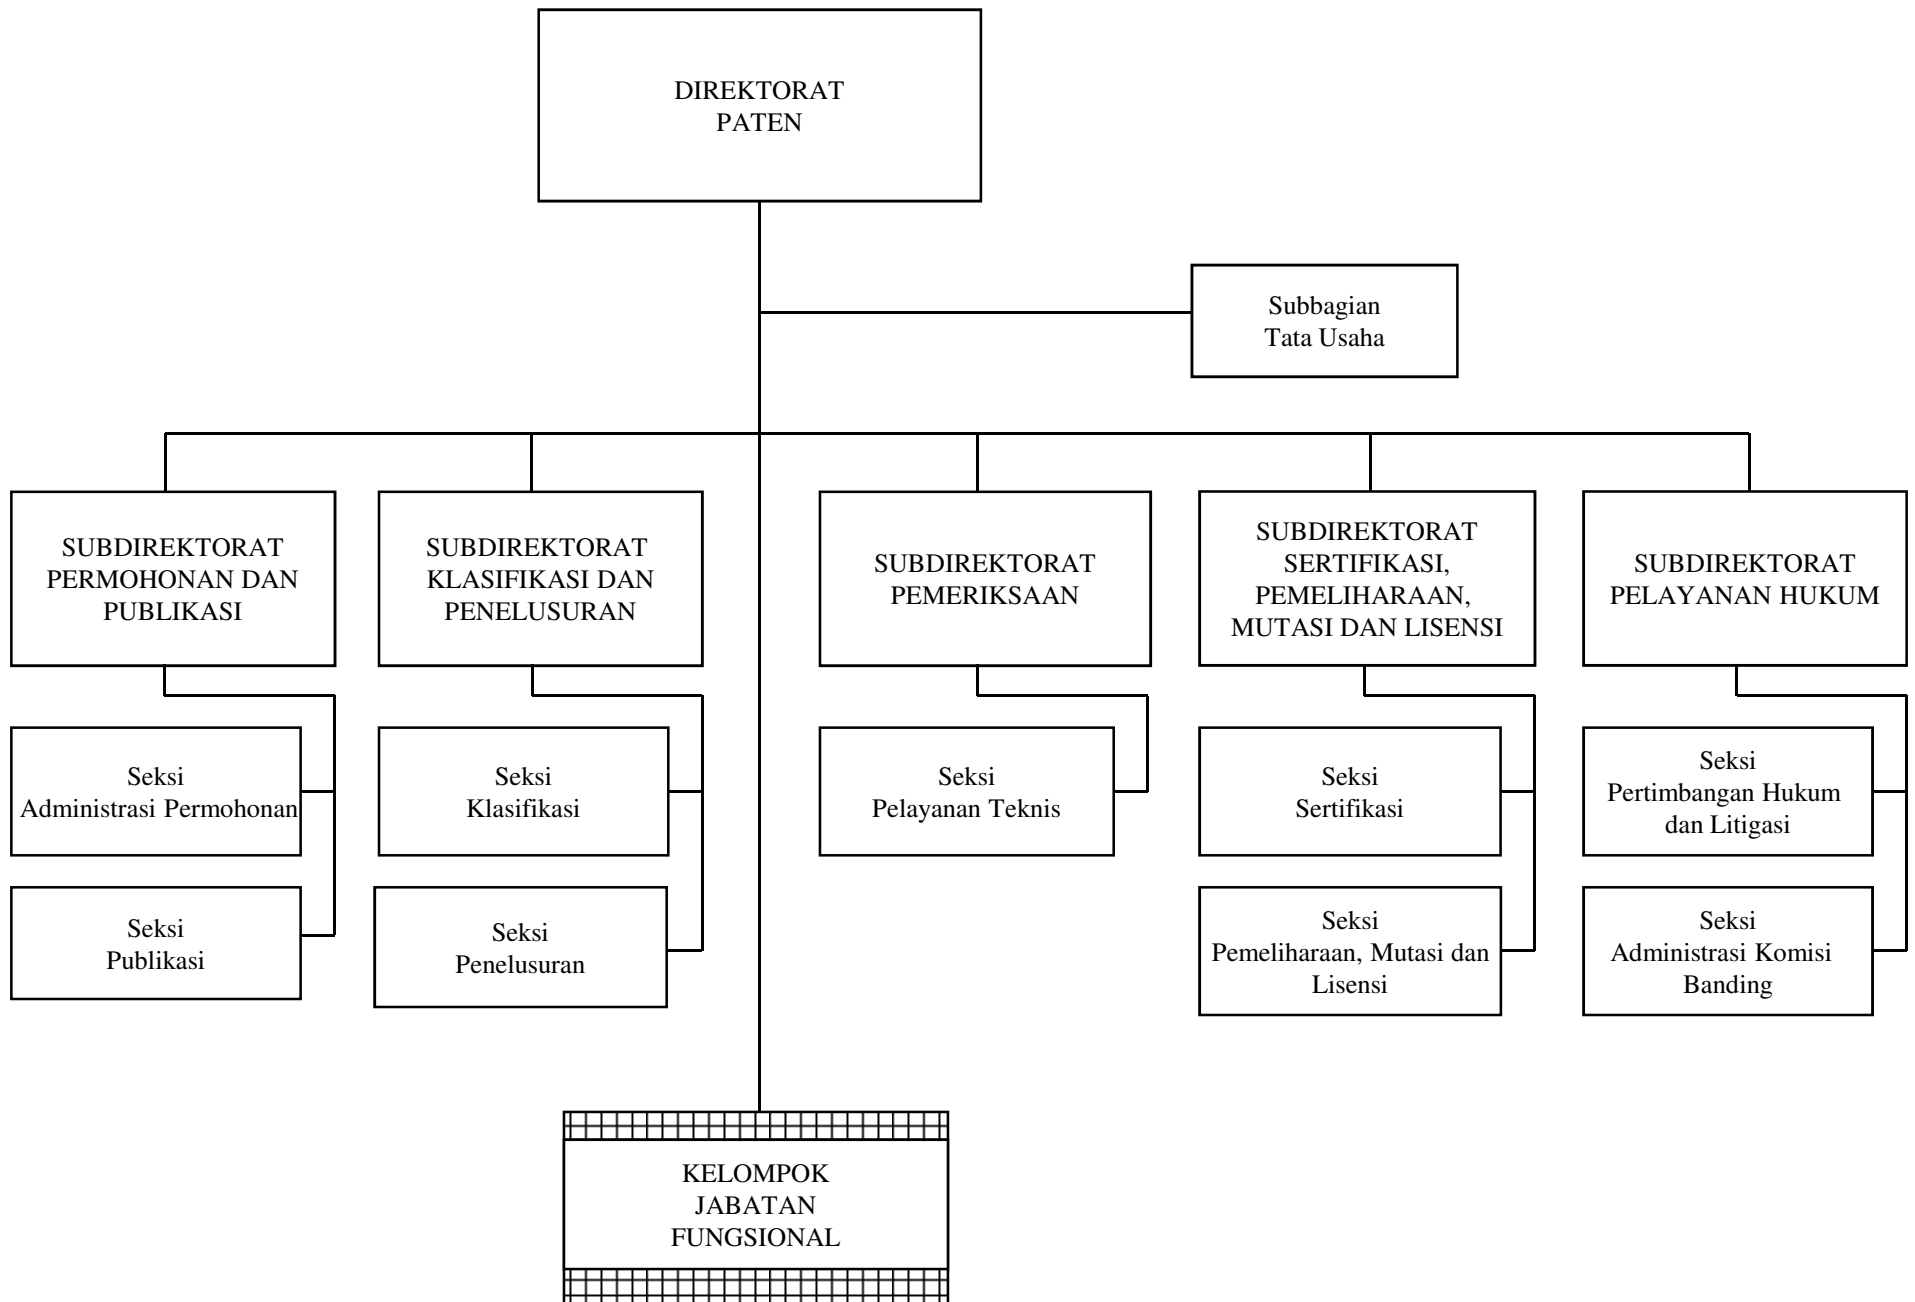 DIREKTORAT
PATEN
Subbagian
Tata Usaha
SUBDIREKTORAT
PERMOHONAN DAN
PUBLIKASI
SUBDIREKTORAT
KLASIFIKASI DAN
PENELUSURAN
SUBDIREKTORAT
PEMERIKSAAN
SUBDIREKTORAT
SERTIFIKASI,
PEMELIHARAAN,
MUTASI DAN LISENSI
SUBDIREKTORAT
PELAYANAN HUKUM
Seksi
Administrasi Permohonan
Seksi
Klasifikasi
Seksi
Pelayanan Teknis
Seksi
Sertifikasi
Seksi
Pertimbangan Hukum
dan Litigasi
Seksi
Publikasi
Seksi
Penelusuran
Seksi
Pemeliharaan, Mutasi dan
Lisensi
Seksi
Administrasi Komisi
Banding
KELOMPOK
JABATAN
FUNGSIONAL